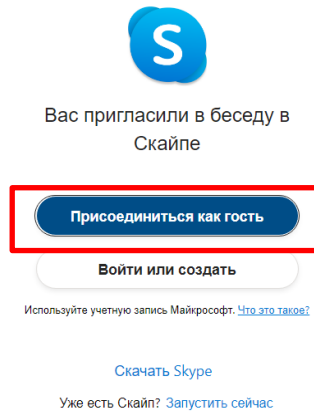 S
Вас пригласили в беседу в
Скайпе
Присоединиться как гость
Войти или создать
Используйте учетную запись Майкрософт. Что это такое?
Скачать Skype
Уже есть Скайп? Запустить сейчас